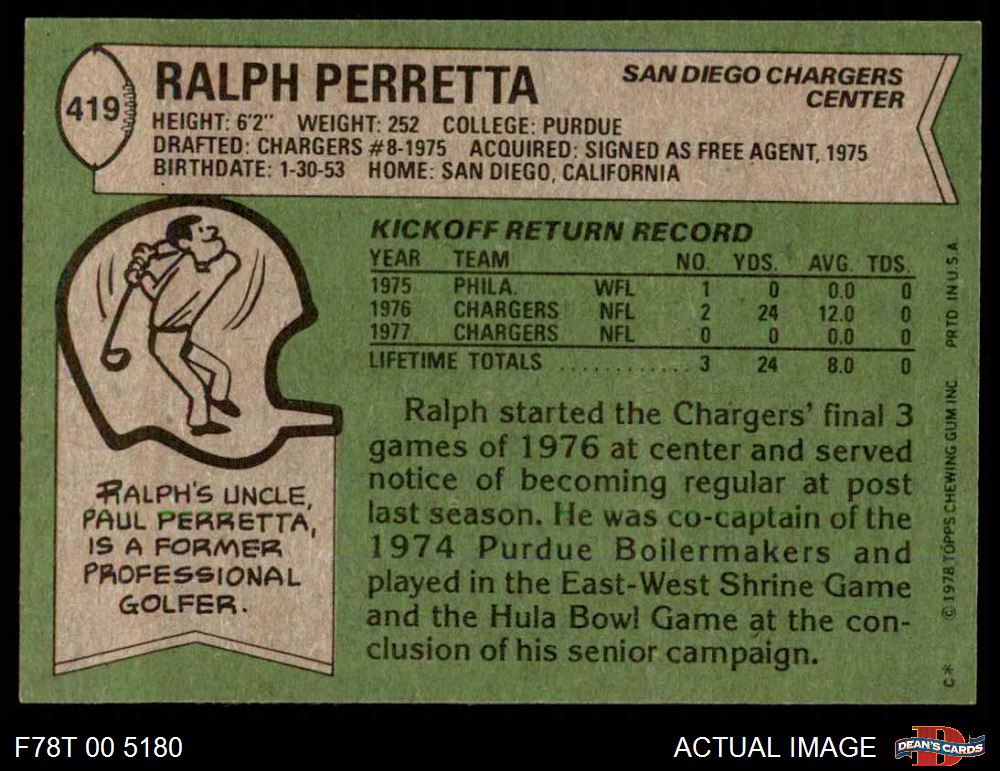 419
RALPH PERRETTA
SAN DIEGO CHARGERS
CENTER
HEIGHT: 6'2" WEIGHT: 252 COLLEGE: PURDUE
DRAFTED: CHARGERS #8-1975 ACQUIRED: SIGNED AS FREE AGENT, 1975
BIRTHDATE: 1-30-53 HOME: SAN DIEGO, CALIFORNIA
KICKOFF RETURN RECORD
YEAR TEAM NO. YDS. AVG. TDS.
1975 PHILA. WFL 1 0 0.0 0
1976 CHARGERS NFL 2 24 12.0 0
1977 CHARGERS NFL 0 0 0.0 0
LIFETIME TOTALS ............ 3 24 8.0 0
Ralph started the Chargers' final 3
games of 1976 at center and served
notice of becoming regular at post
last season. He was co-captain of the
1974 Purdue Boilermakers and
played in the East-West Shrine Game
and the Hula Bowl Game at the con-
clusion of his senior campaign.
RALPH'S UNCLE,
PAUL PERRETTA,
IS A FORMER
PROFESSIONAL
GOLFER.
C* © 1978 TOPPS CHEWING GUM INC. PRTD. IN U.S.A.
F78T 00 5180
ACTUAL IMAGE
D
DEAN'S CARDS